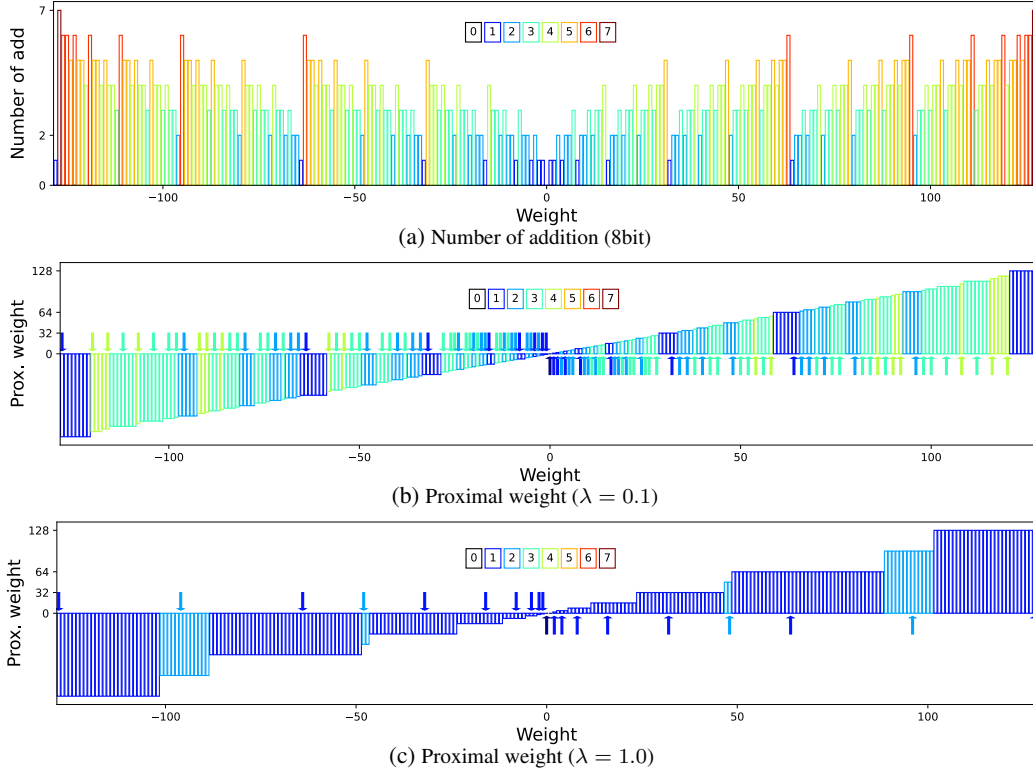 7
2
0
Number of add
0 1 2 3 4 5 6 7
−100 −50 0 50 100
Weight
(a) Number of addition (8bit)
128
64
32
0
Prox. weight
0 1 2 3 4 5 6 7
−100 −50 0 50 100
Weight
(b) Proximal weight (λ = 0.1)
128
64
32
0
Prox. weight
0 1 2 3 4 5 6 7
−100 −50 0 50 100
Weight
(c) Proximal weight (λ = 1.0)